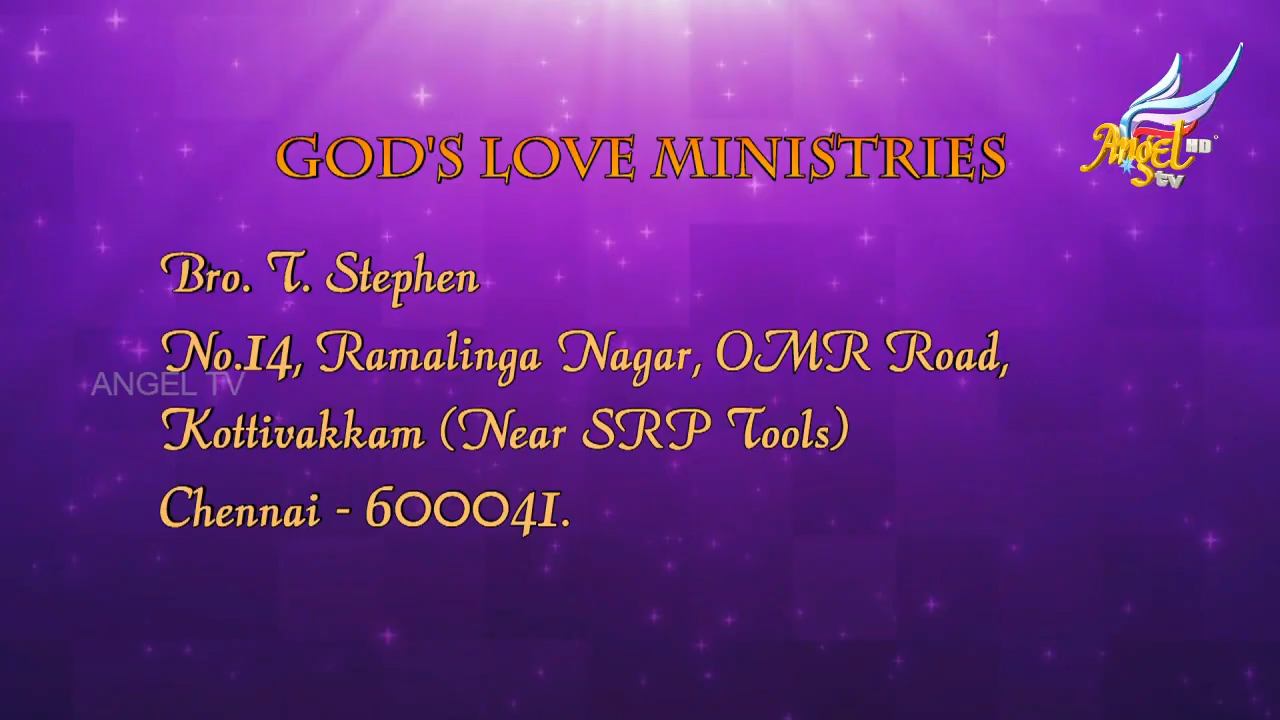 GOD'S LOVE MINISTRIES
Angel HD
tv
Bro. T. Stephen
No.14, Ramalinga Nagar, OMR Road,
ANGEL TV
Kottivakkam (Near SRP Tools)
Chennai - 600041.